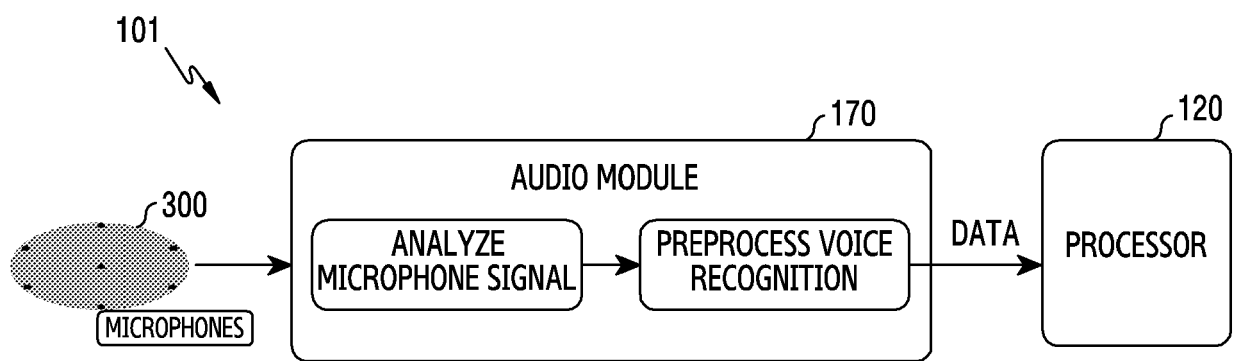 101
170
120
300
AUDIO MODULE
ANALYZE
MICROPHONE SIGNAL
PREPROCESS VOICE
RECOGNITION
DATA
PROCESSOR
MICROPHONES